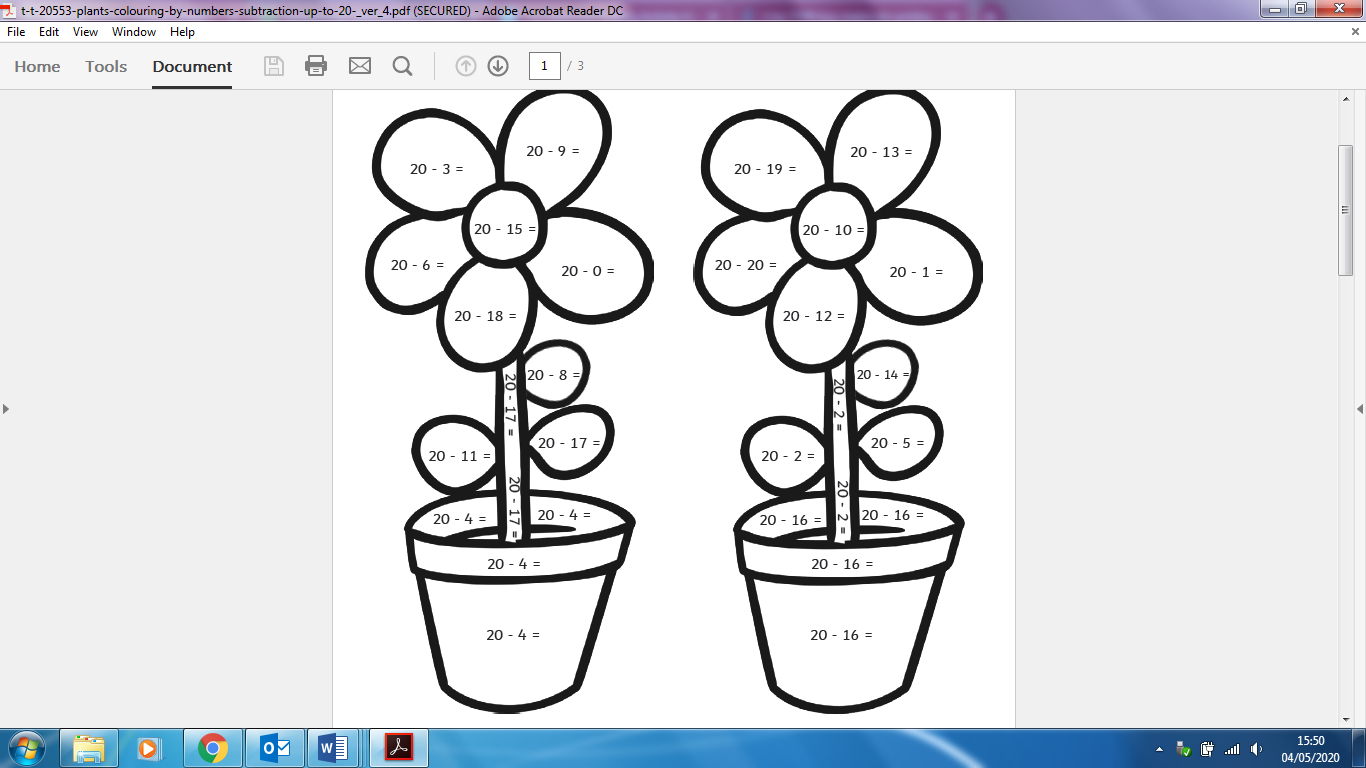 t-t-20553-plants-colouring-by-numbers-subtraction-up-to-20-_ver_4.pdf (SECURED) - Adobe Acrobat Reader DC
File Edit View Window Help
Home Tools Document 1 / 3
20 - 3 =
20 - 9 =
20 - 15 =
20 - 6 =
20 - 0 =
20 - 18 =
20 - 8 =
20 - 17 =
20 - 17 =
20 - 11 =
20 - 17 =
20 - 4 =
20 - 4 =
20 - 4 =
20 - 4 =
20 - 19 =
20 - 13 =
20 - 10 =
20 - 20 =
20 - 1 =
20 - 12 =
20 - 14 =
20 - 2 =
20 - 5 =
20 - 2 =
20 - 2 =
20 - 16 =
20 - 16 =
20 - 16 =
20 - 16 =
15:50
04/05/2020